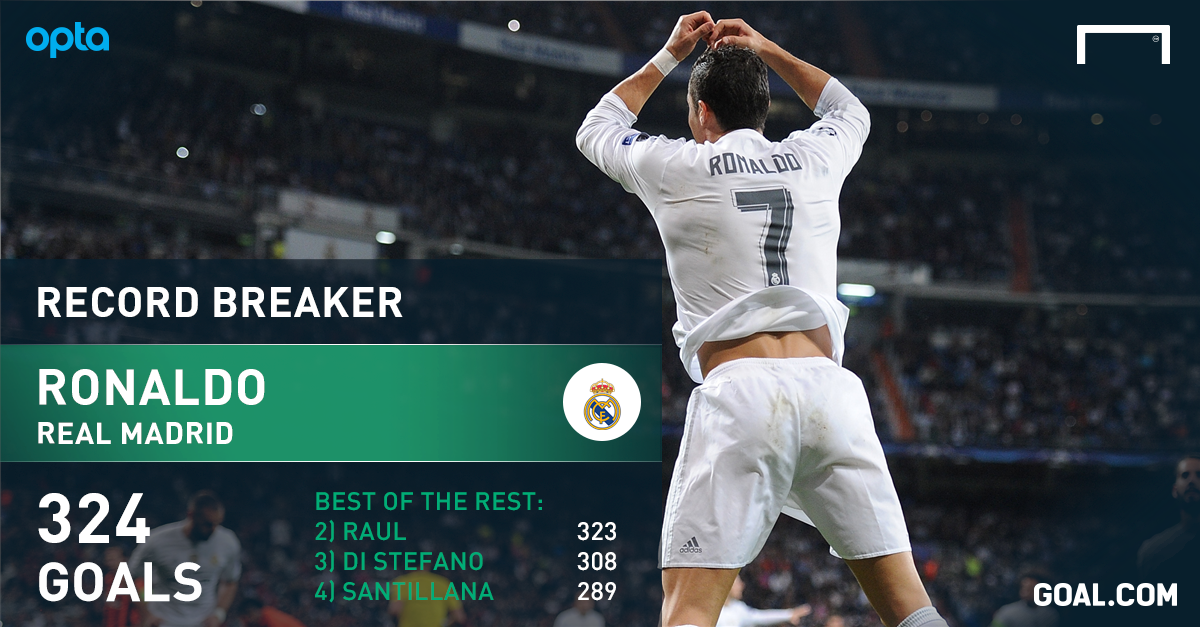 opta
RONALDO
7
RECORD BREAKER
RONALDO
REAL MADRID
324
GOALS
BEST OF THE REST:
2) RAUL 323
3) DI STEFANO 308
4) SANTILLANA 289
adidas
GOAL.COM